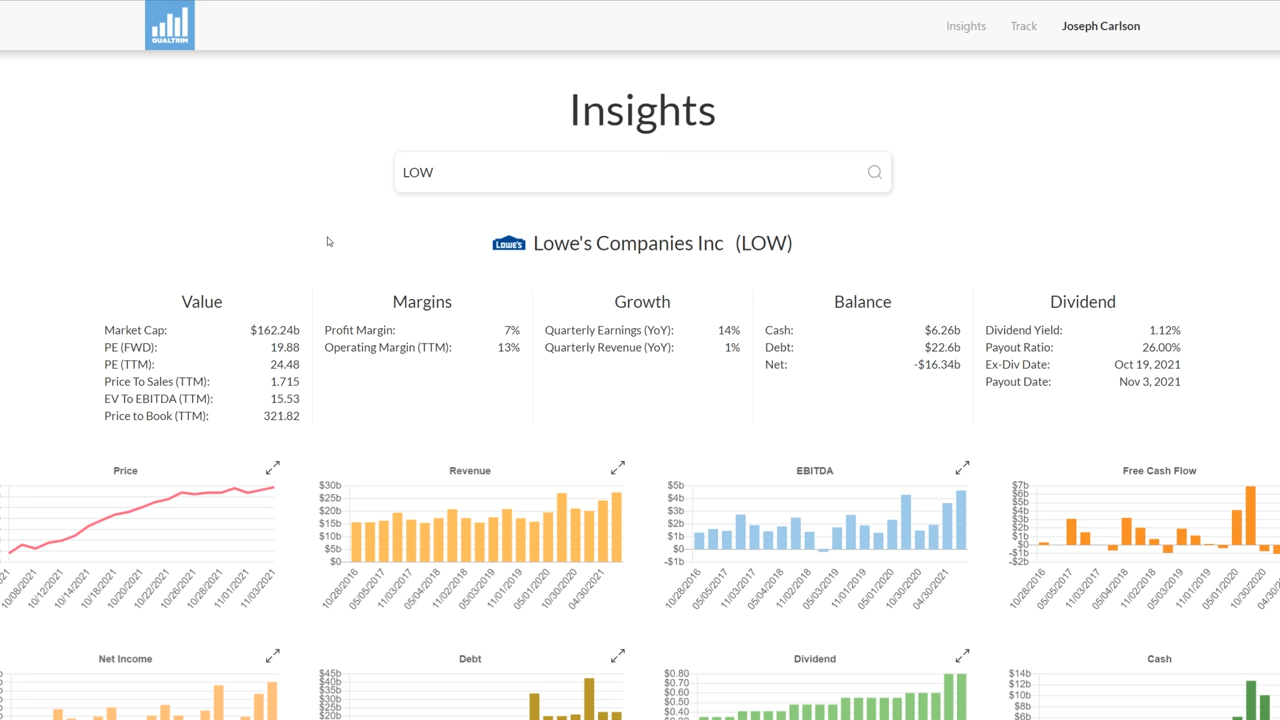 QUALTRIM
Insights
Track
Joseph Carlson
Insights
LOW
LOWE'S Lowe's Companies Inc (LOW)
Value
Market Cap: $162.24b
PE (FWD): 19.88
PE (TTM): 24.48
Price To Sales (TTM): 1.715
EV To EBITDA (TTM): 15.53
Price to Book (TTM): 321.82
Margins
Profit Margin: 7%
Operating Margin (TTM): 13%
Growth
Quarterly Earnings (YoY): 14%
Quarterly Revenue (YoY): 1%
Balance
Cash: $6.26b
Debt: $22.6b
Net: -$16.34b
Dividend
Dividend Yield: 1.12%
Payout Ratio: 26.00%
Ex-Div Date: Oct 19, 2021
Payout Date: Nov 3, 2021
Price
10/08/2021
10/12/2021
10/14/2021
10/18/2021
10/20/2021
10/22/2021
10/26/2021
10/28/2021
11/01/2021
11/03/2021
Revenue
$30b
$25b
$20b
$15b
$10b
$5b
$0
10/28/2016
05/05/2017
11/03/2017
05/04/2018
11/02/2018
05/03/2019
11/01/2019
05/01/2020
10/30/2020
04/30/2021
EBITDA
$5b
$4b
$3b
$2b
$1b
$0
-$1b
10/28/2016
05/05/2017
11/03/2017
05/04/2018
11/02/2018
05/03/2019
11/01/2019
05/01/2020
10/30/2020
04/30/2021
Free Cash Flow
$7b
$6b
$5b
$4b
$3b
$2b
$1b
$0
-$1b
-$2b
10/28/2016
05/05/2017
11/03/2017
05/04/2018
11/02/2018
05/03/2019
11/01/2019
05/01/2020
10/30/2020
Net Income
Debt
$45b
$40b
$35b
$30b
$25b
$20b
Dividend
$0.80
$0.70
$0.60
$0.50
$0.40
Cash
$14b
$12b
$10b
$8b
$6b